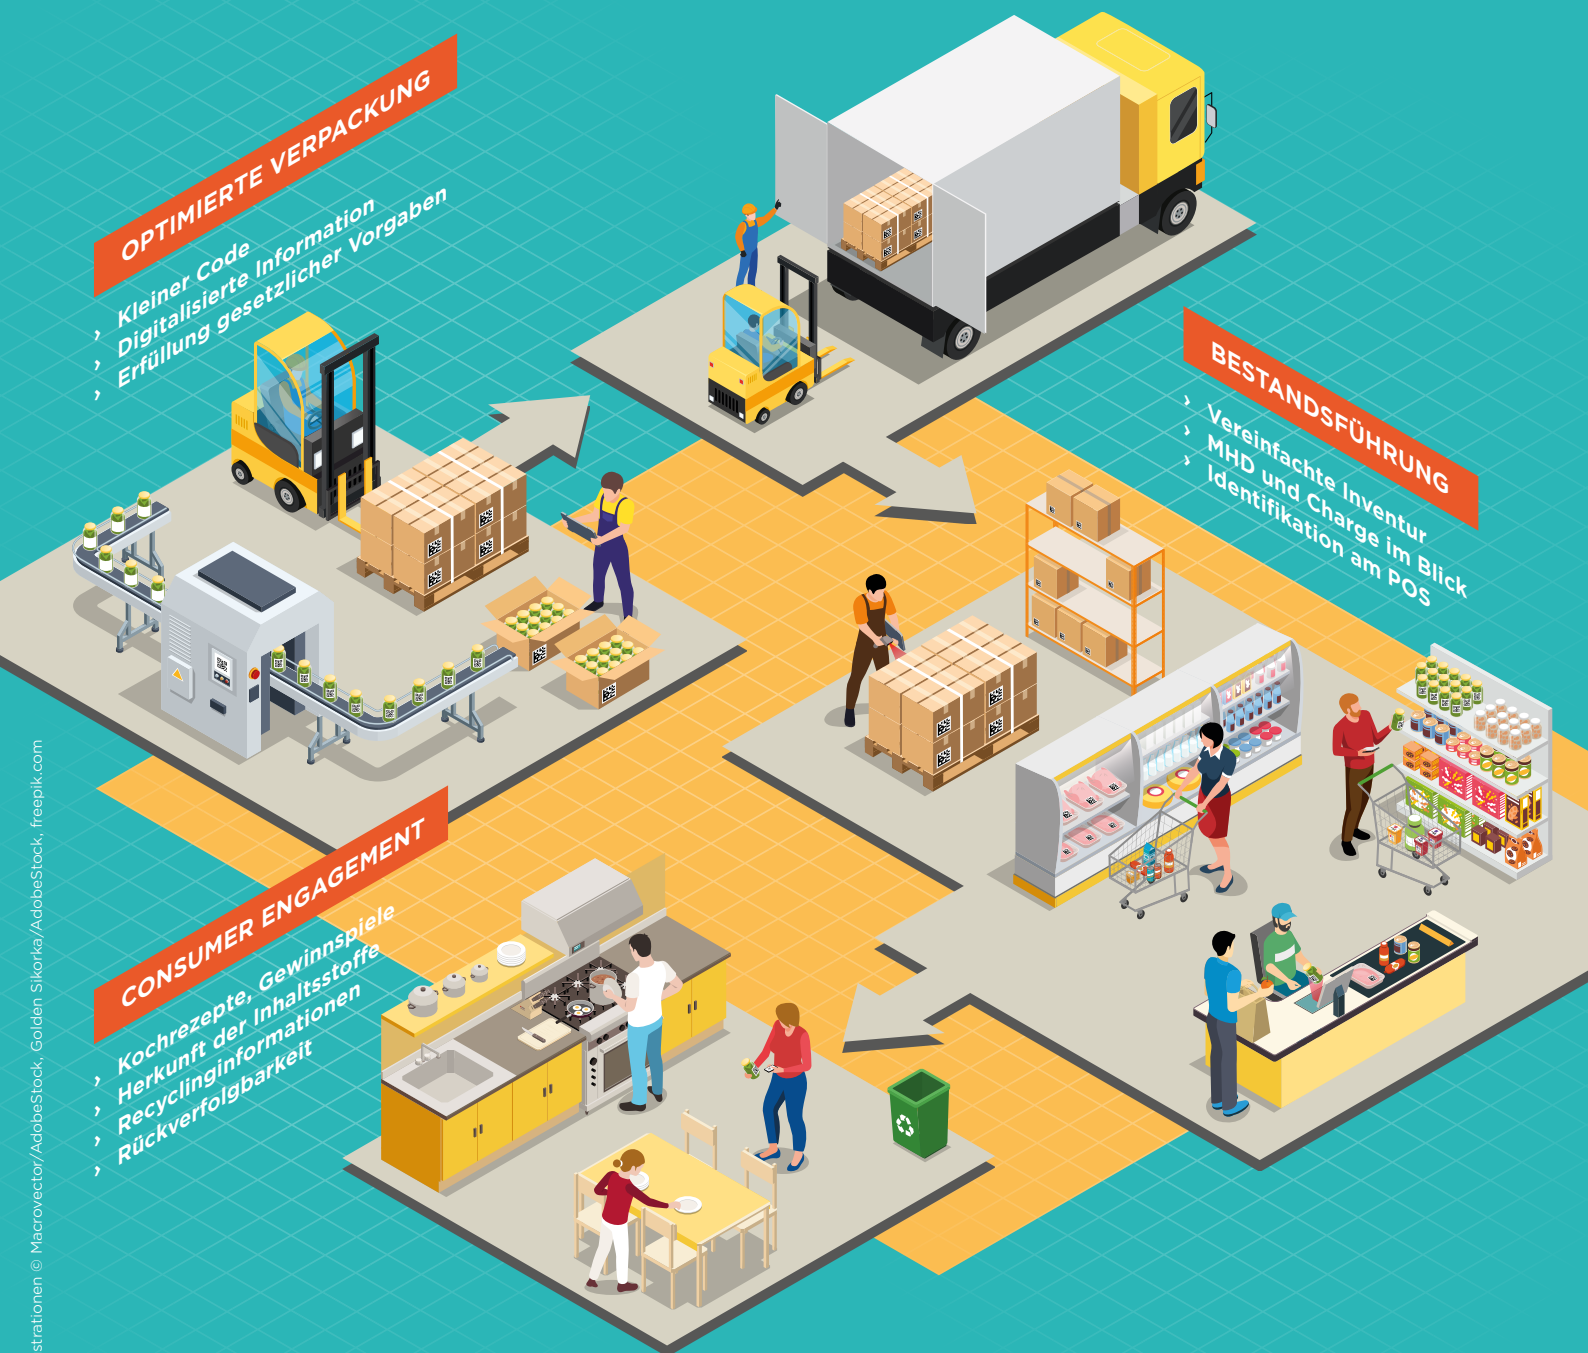 OPTIMIERTE VERPACKUNG
› Kleiner Code
› Digitalisierte Information
› Erfüllung gesetzlicher Vorgaben
BESTANDSFÜHRUNG
› Vereinfachte Inventur
› MHD und Charge im Blick
› Identifikation am POS
CONSUMER ENGAGEMENT
› Kochrezepte, Gewinnspiele
› Herkunft der Inhaltsstoffe
› Recyclinginformationen
› Rückverfolgbarkeit
strationen © Macrovector/AdobeStock, Golden Sikorka/AdobeStock, freepik.com